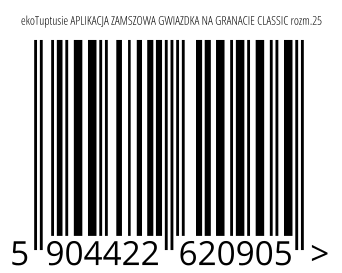 ekoTuptusie APLIKACJA ZAMSZOWA GWIAZDKA NA GRANACIE CLASSIC rozm.25
5 904422 620905 >